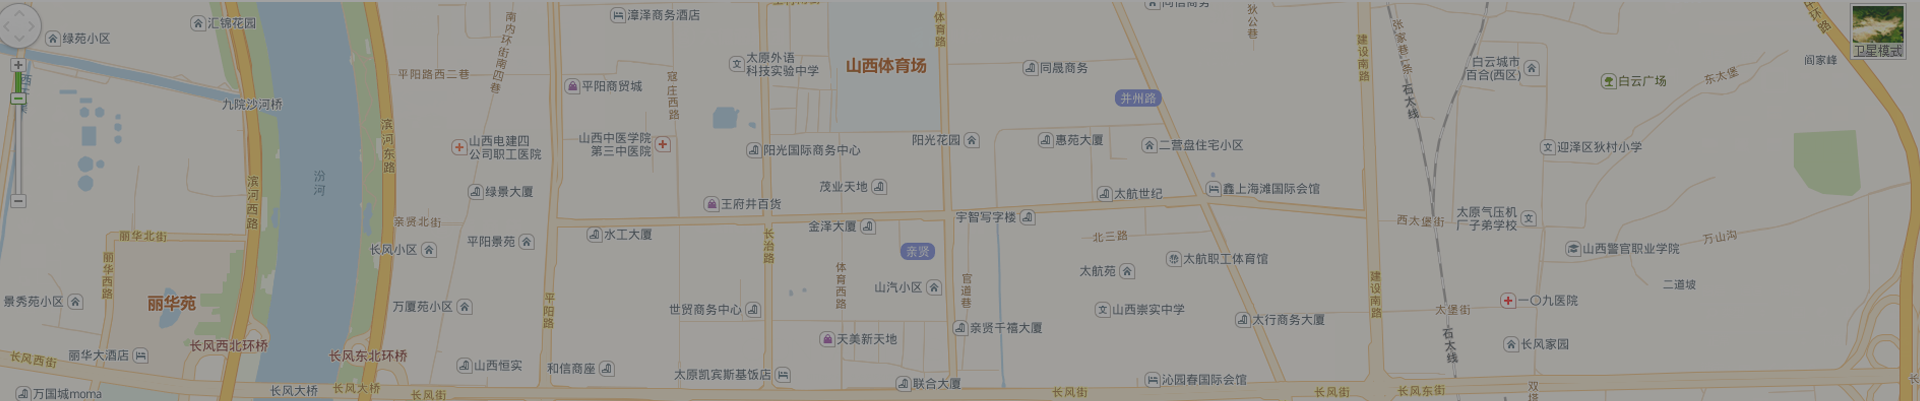 绿苑小区
汇锦花园
九院沙河桥
滨河西路
汾河
滨河东路
平阳路西二巷
南内环街南四巷
漳泽商务酒店
平阳商贸城
寇庄西路
太原外语
科技实验中学
山西体育场
体育路
同晟商务
并州路
狄公巷
建设南路
张家巷
石太线
白云城市
百合(西区)
白云广场
东太堡
阎家峰
卫星模式
山西电建四
公司职工医院
山西中医学院
第三中医院
阳光国际商务中心
阳光花园
惠苑大厦
二营盘住宅小区
迎泽区狄村小学
绿景大厦
茂业天地
太航世纪
鑫上海滩国际会馆
王府井百货
亲贤北街
金泽大厦
宇智写字楼
西太堡街
太原气压机
厂子弟学校
丽华北街
长风小区
平阳景苑
水工大厦
长治路
亲贤
北三路
太航职工体育馆
山西警官职业学院
万山沟
丽华西路
体育西路
官道巷
太航苑
二道坡
景秀苑小区
丽华苑
万厦苑小区
平阳路
世贸商务中心
山汽小区
山西崇实中学
建设南路
太堡街
一〇九医院
太行商务大厦
亲贤千禧大厦
天美新天地
石太线
长风家园
长风西北环桥
长风东北环桥
长风西街
丽华大酒店
山西恒实
和信商座
太原凯宾斯基饭店
联合大厦
沁园春国际会馆
万国城moma
长风大桥
长风大桥
长风街
长风街
长风街
长风东街
双塔